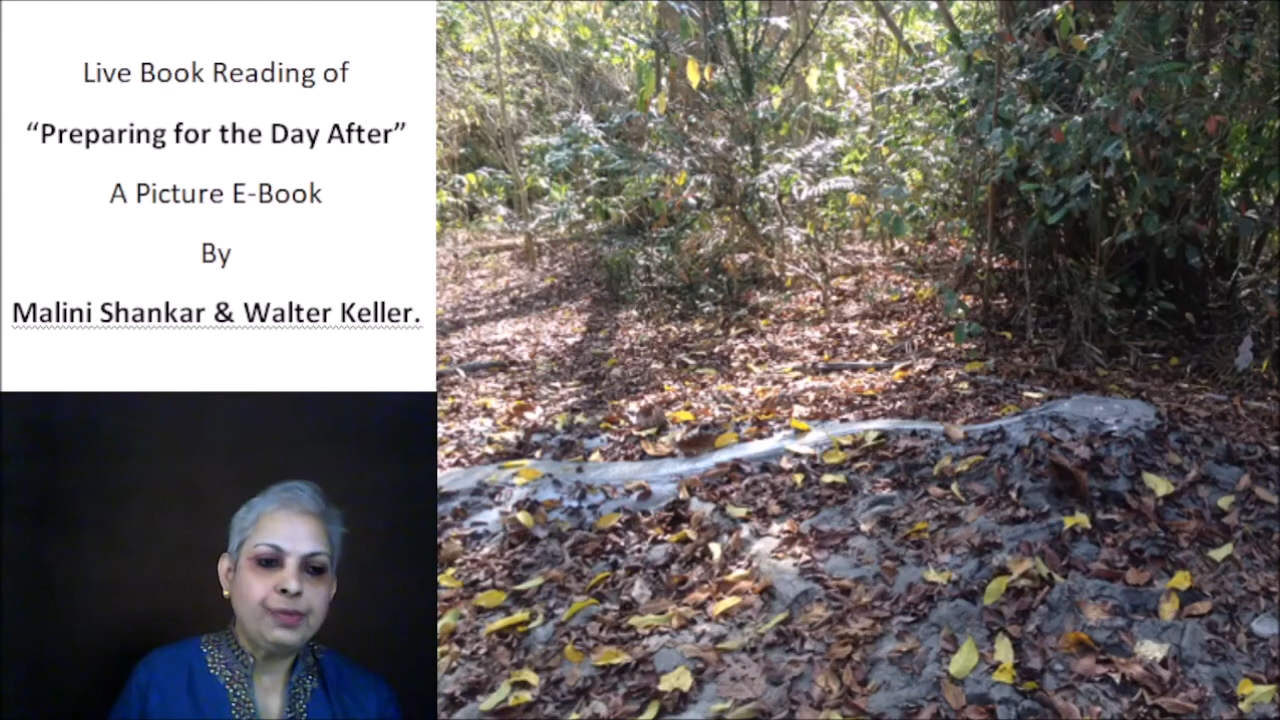 Live Book Reading of
“Preparing for the Day After”
A Picture E-Book
By
Malini Shankar & Walter Keller.